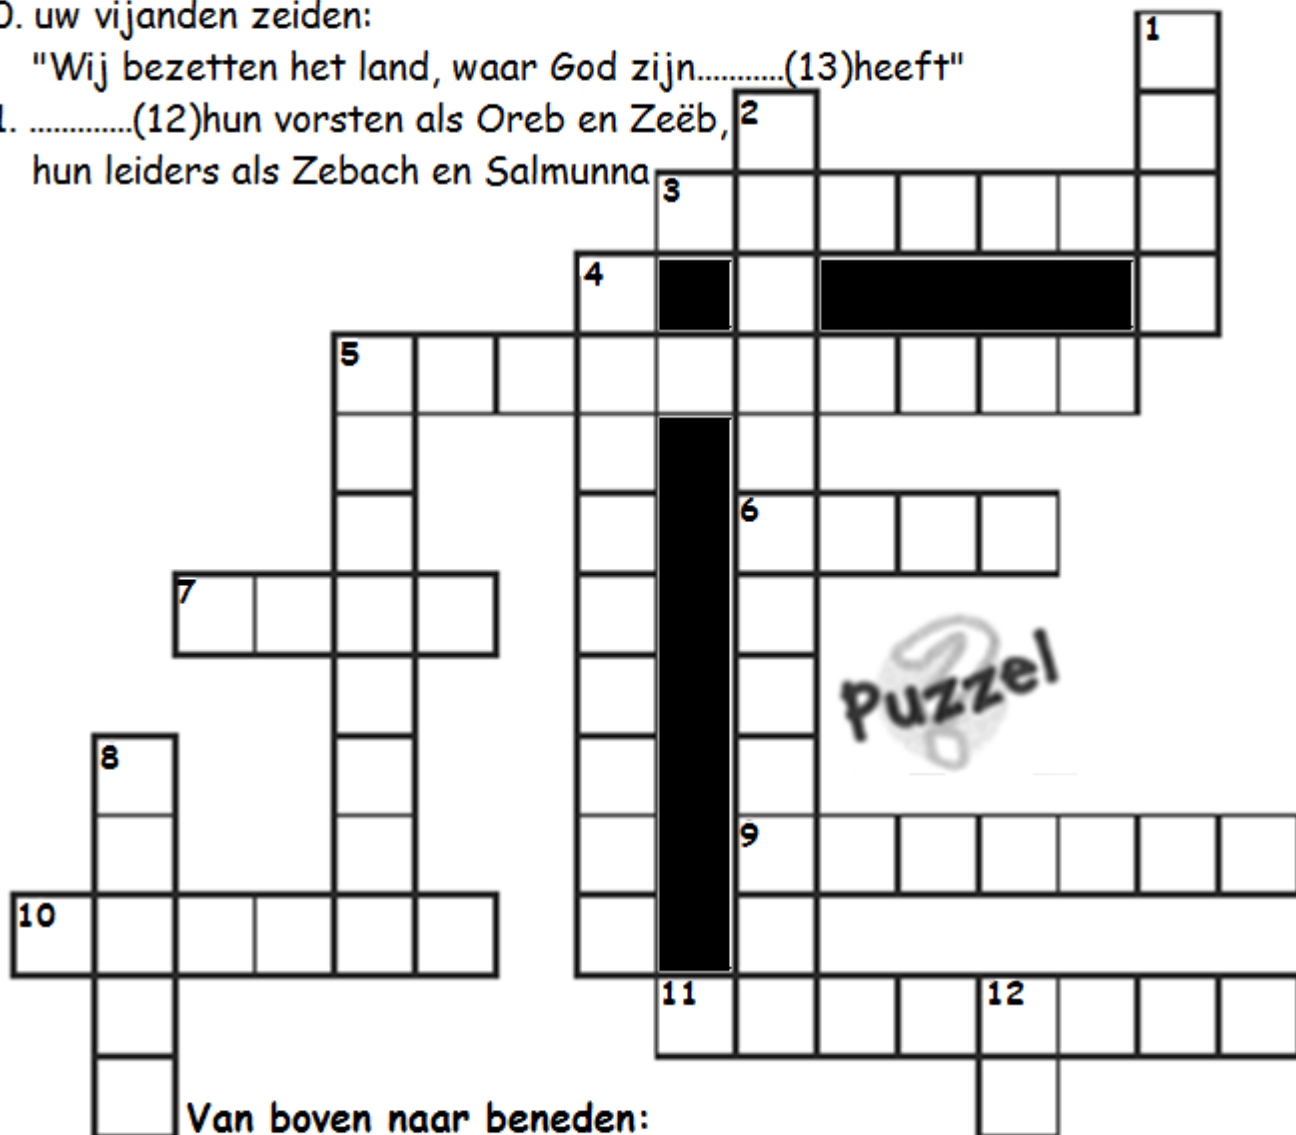 0. uw vijanden zeiden:
"Wij bezetten het land, waar God zijn...........(13)heeft"
1. .............(12)hun vorsten als Oreb en Zeëb,
hun leiders als Zebach en Salmunna
1
2
3
4
5
6
7
Puzzel
8
9
10
11
12
Van boven naar beneden: